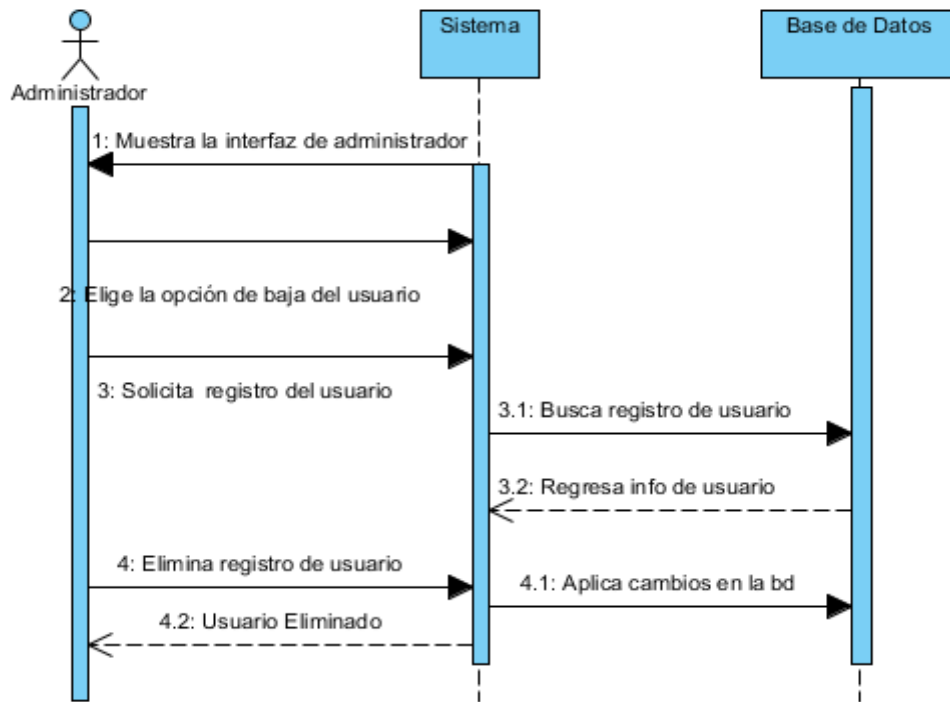 Sistema
Base de Datos
Administrador
1: Muestra la interfaz de administrador
2: Elige la opción de baja del usuario
3: Solicita registro del usuario
3.1: Busca registro de usuario
3.2: Regresa info de usuario
4: Elimina registro de usuario
4.1: Aplica cambios en la bd
4.2: Usuario Eliminado